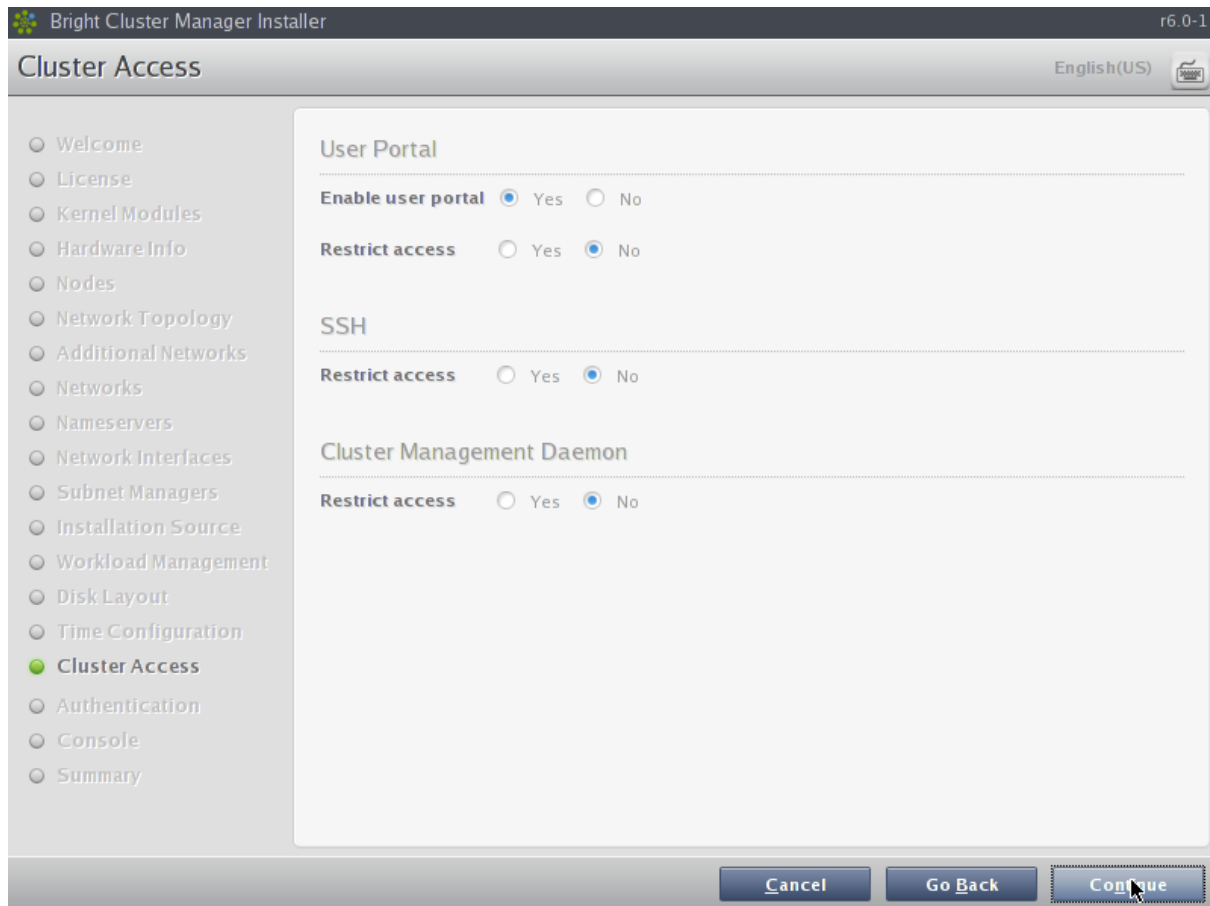 Bright Cluster Manager Installer r6.0-1
Cluster Access English(US)
Welcome
License
Kernel Modules
Hardware Info
Nodes
Network Topology
Additional Networks
Networks
Nameservers
Network Interfaces
Subnet Managers
Installation Source
Workload Management
Disk Layout
Time Configuration
Cluster Access
Authentication
Console
Summary
User Portal
Enable user portal Yes No
Restrict access Yes No
SSH
Restrict access Yes No
Cluster Management Daemon
Restrict access Yes No
Cancel Go Back Continue